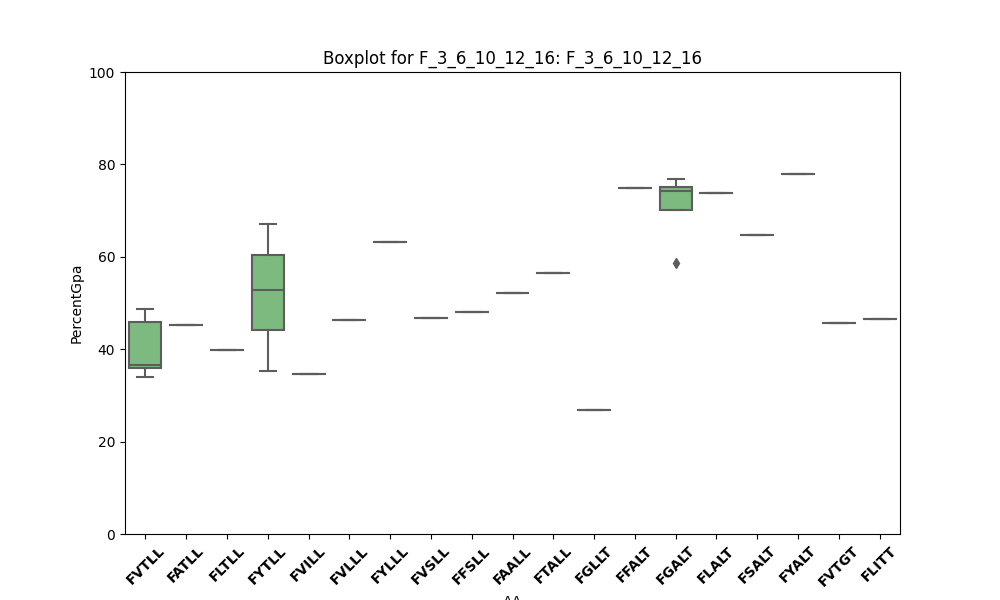 Boxplot for F_3_6_10_12_16: F_3_6_10_12_16
100
80
60
40
20
0
PercentGpa
FVTLL
FATLL
FLTLL
FYTLL
FVILL
FVLLL
FYLLL
FVSLL
FFSLL
FAALL
FTALL
FGLLT
FFALT
FGALT
FLALT
FSALT
FYALT
FVTGT
FLITT
AA